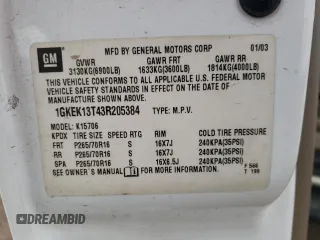 GM
MFD BY GENERAL MOTORS CORP 01/03
GVWR GAWR FRT GAWR RR
3130KG(6900LB) 1633KG(3600LB) 1814KG(4000LB)
THIS VEHICLE CONFORMS TO ALL APPLICABLE U.S. FEDERAL MOTOR
VEHICLE SAFETY STANDARDS IN EFFECT ON THE DATE OF
MANUFACTURE SHOWN ABOVE.
1GKEK13T43R205384 TYPE: M.P.V.
MODEL: K15706
KPDX TIRE SIZE SPEED RTG RIM COLD TIRE PRESSURE
FRT P265/70R16 S 16X7J 240KPA(35PSI)
RR P265/70R16 S 16X7J 240KPA(35PSI)
SPA P265/70R16 S 16X6.5J 240KPA(35PSI)
SEE OWNER'S MANUAL FOR MORE INFORMATION.
T 198
© DIRABID ASSIST